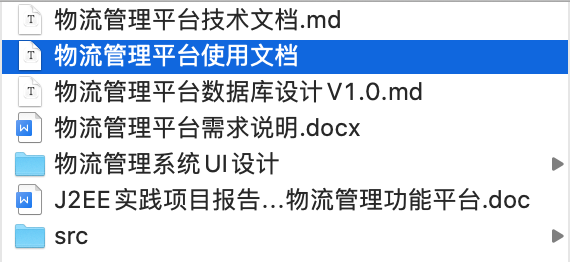 物流管理平台技术文档.md
物流管理平台使用文档
物流管理平台数据库设计V1.0.md
物流管理平台需求说明.docx
物流管理系统UI设计
J2EE实践项目报告...物流管理功能平台.doc
src